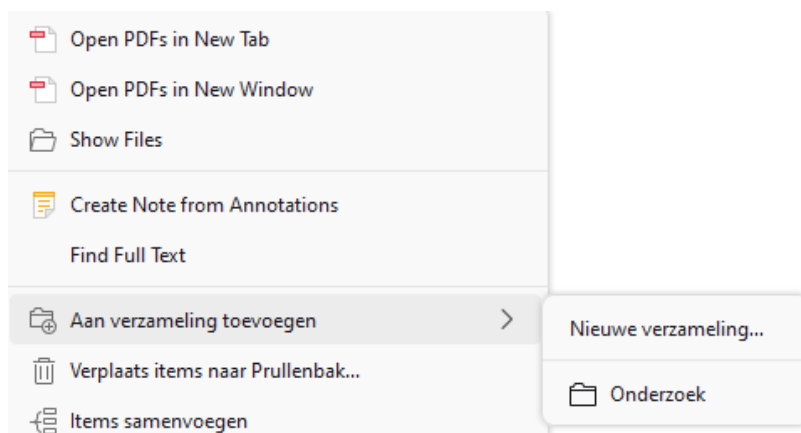 Open PDFs in New Tab
Open PDFs in New Window
Show Files
Create Note from Annotations
Find Full Text
Aan verzameling toevoegen
Nieuwe verzameling...
Verplaats items naar Prullenbak...
Onderzoek
Items samenvoegen